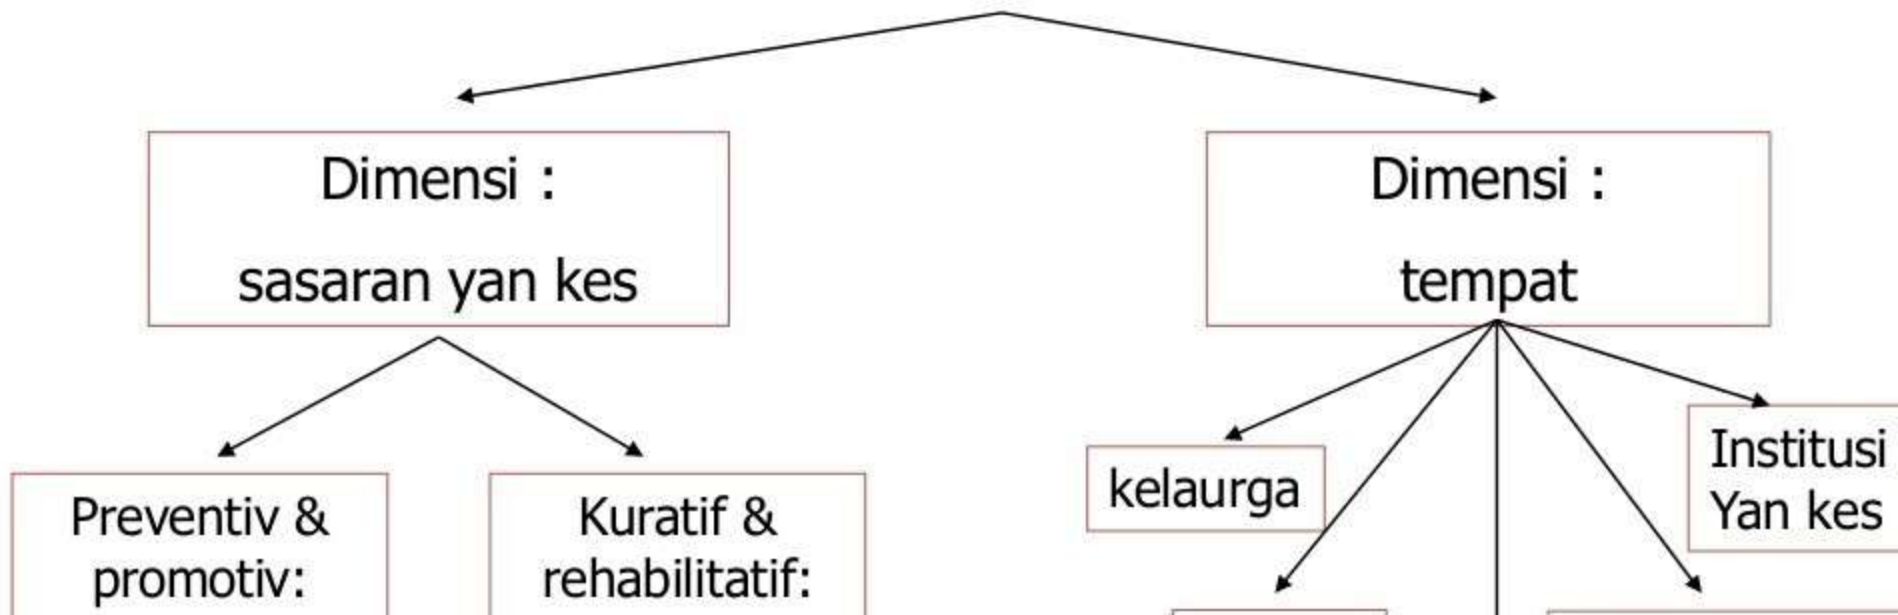 Dimensi :
sasaran yan kes
Dimensi :
tempat
Preventiv &
promotiv:
Kuratif &
rehabilitatif:
kelaurga
Institusi
Yan kes